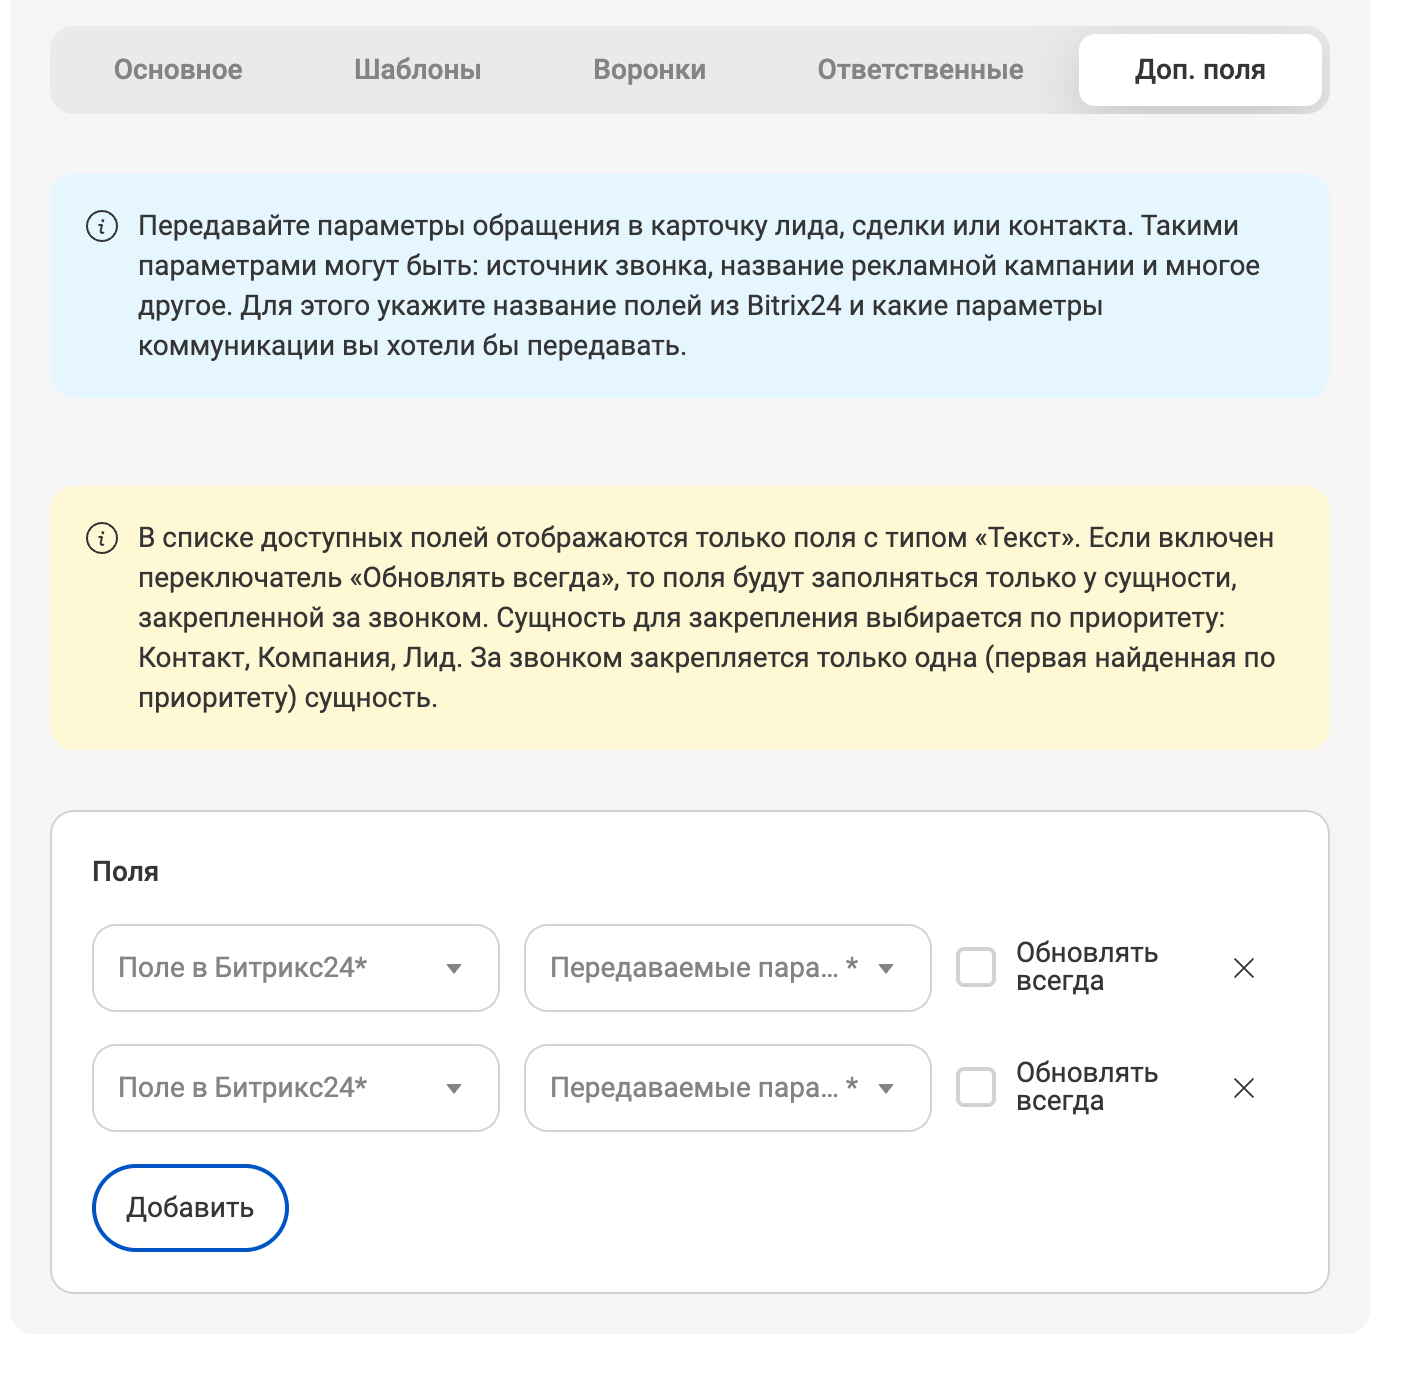 Основное Шаблоны Воронки Ответственные Доп. поля
Передавайте параметры обращения в карточку лида, сделки или контакта. Такими
параметрами могут быть: источник звонка, название рекламной кампании и многое
другое. Для этого укажите название полей из Bitrix24 и какие параметры
коммуникации вы хотели бы передавать.
В списке доступных полей отображаются только поля с типом «Текст». Если включен
переключатель «Обновлять всегда», то поля будут заполняться только у сущности,
закрепленной за звонком. Сущность для закрепления выбирается по приоритету:
Контакт, Компания, Лид. За звонком закрепляется только одна (первая найденная по
приоритету) сущность.
Поля
Поле в Битрикс24* Передаваемые пара... * Обновлять
всегда
Поле в Битрикс24* Передаваемые пара... * Обновлять
всегда
Добавить